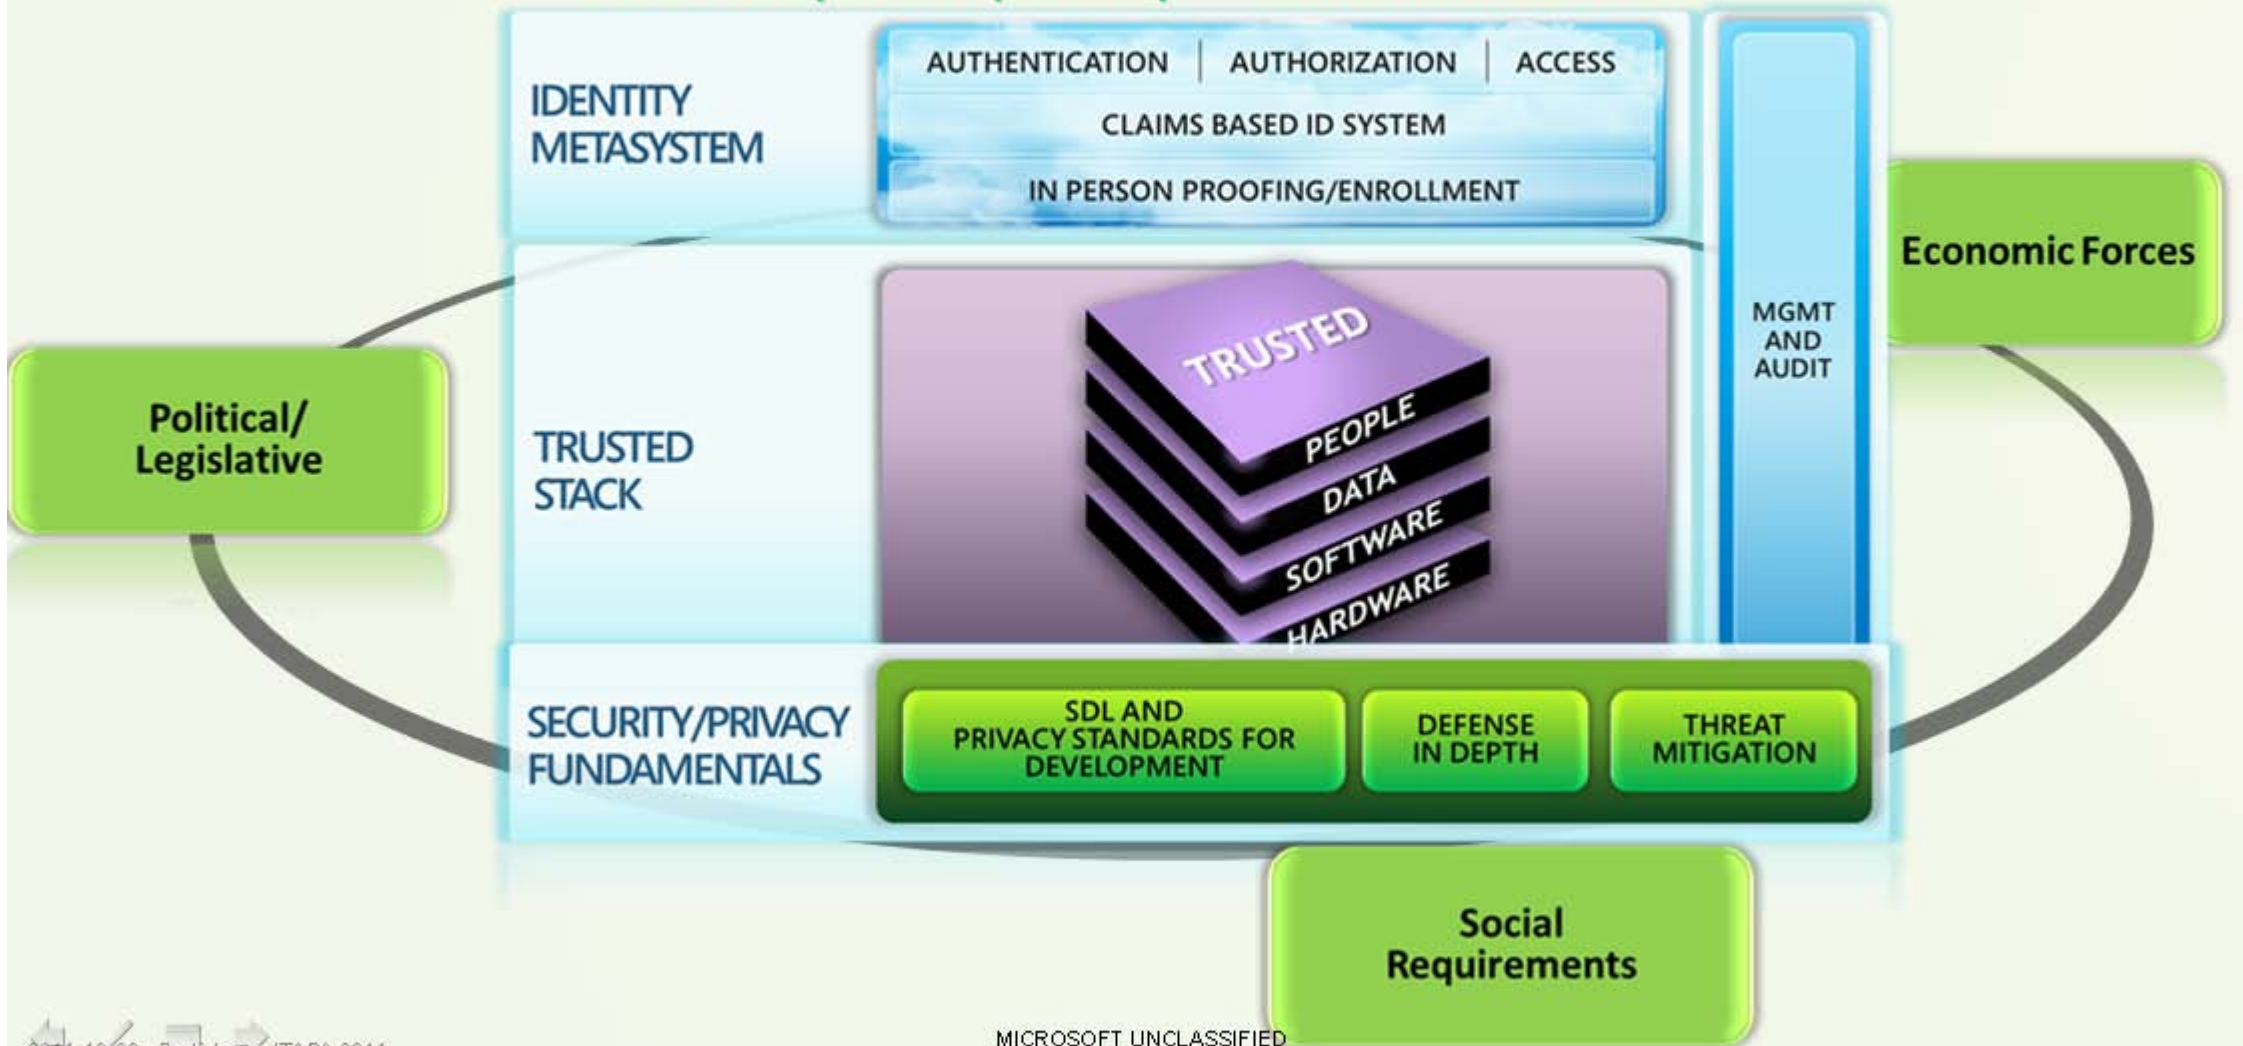 AUTHENTICATION | AUTHORIZATION | ACCESS
IDENTITY
METASYSTEM
CLAIMS BASED ID SYSTEM
IN PERSON PROOFING/ENROLLMENT
Economic Forces
MGMT
AND
AUDIT
Political/
Legislative
TRUSTED
STACK
TRUSTED
PEOPLE
DATA
SOFTWARE
HARDWARE
SECURITY/PRIVACY
FUNDAMENTALS
SDL AND
PRIVACY STANDARDS FOR
DEVELOPMENT
DEFENSE
IN DEPTH
THREAT
MITIGATION
Social
Requirements
MICROSOFT UNCLASSIFIED